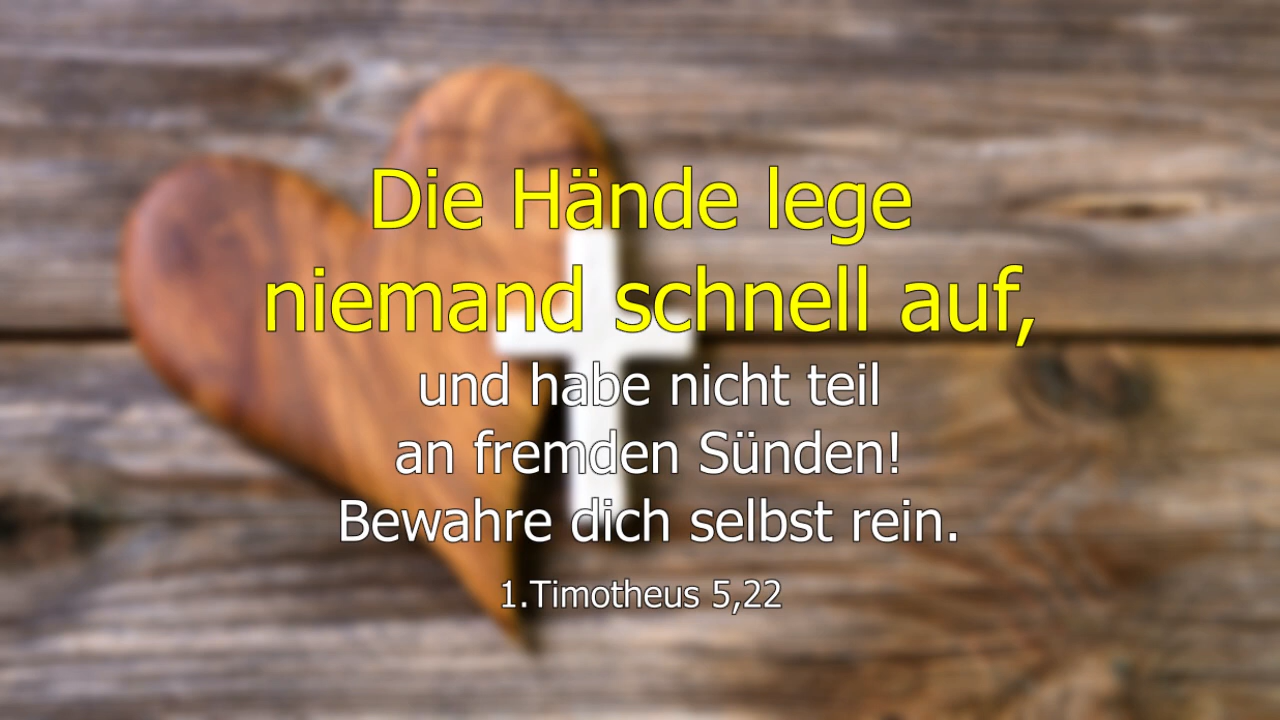 Die Hände lege
niemand schnell auf,
und habe nicht teil
an fremden Sünden!
Bewahre dich selbst rein.
1.Timotheus 5,22